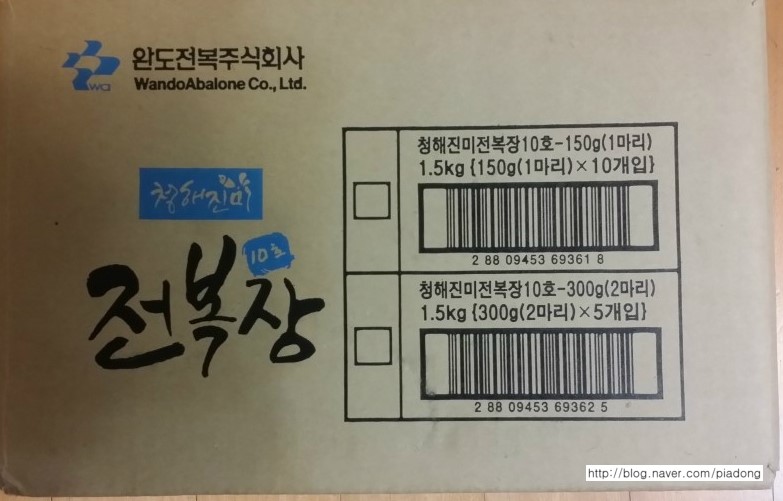 완도전복주식회사
WandoAbalone Co., Ltd.
wa
청해진미
10호
전복장
청해진미전복장10호-150g(1마리)
1.5kg {150g(1마리)×10개입}
2 88 09453 69361 8
청해진미전복장10호-300g(2마리)
1.5kg {300g(2마리)×5개입}
2 88 09453 69362 5
http://blog.naver.com/piadong